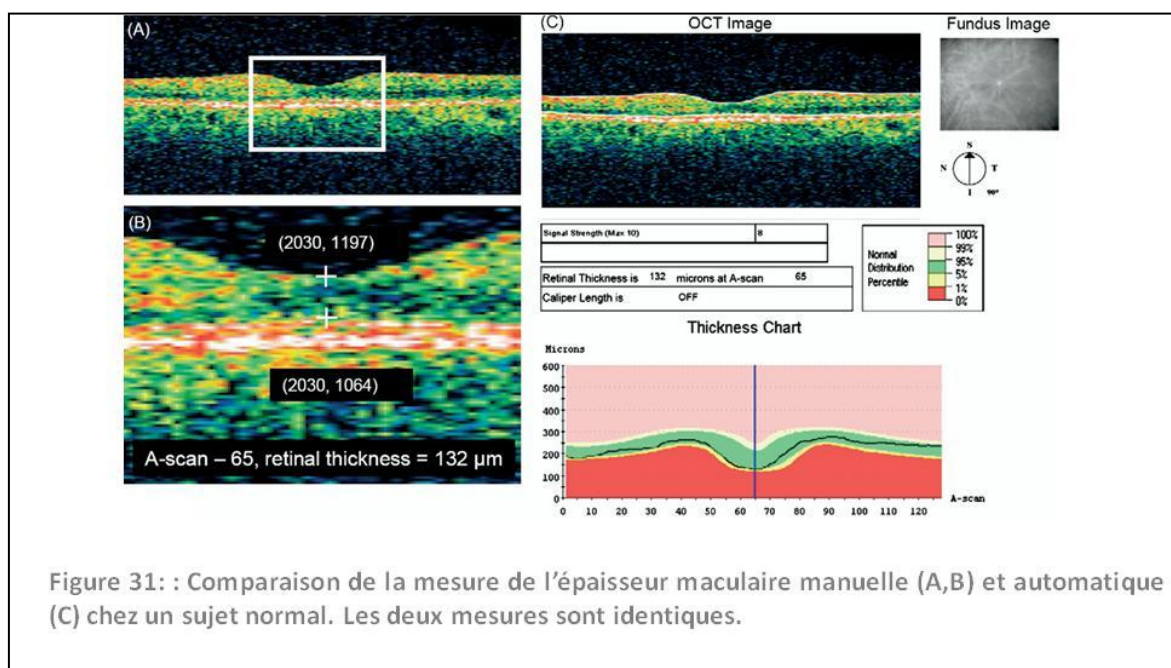 (A)
(B)
(2030, 1197)
(2030, 1064)
A-scan – 65, retinal thickness = 132 µm
(C)
OCT Image
Fundus Image
S
N
T
I
90°
Signal Strength (Max 10) 8
Retinal Thickness is 132 microns at A-scan 65
Caliper Length is OFF
Normal
Distribution
Percentile
100%
99%
95%
5%
1%
0%
Thickness Chart
Microns
600
500
400
300
200
100
0
0 10 20 30 40 50 60 70 80 90 100 110 120
A-scan
Figure 31: : Comparaison de la mesure de l’épaisseur maculaire manuelle (A,B) et automatique
(C) chez un sujet normal. Les deux mesures sont identiques.